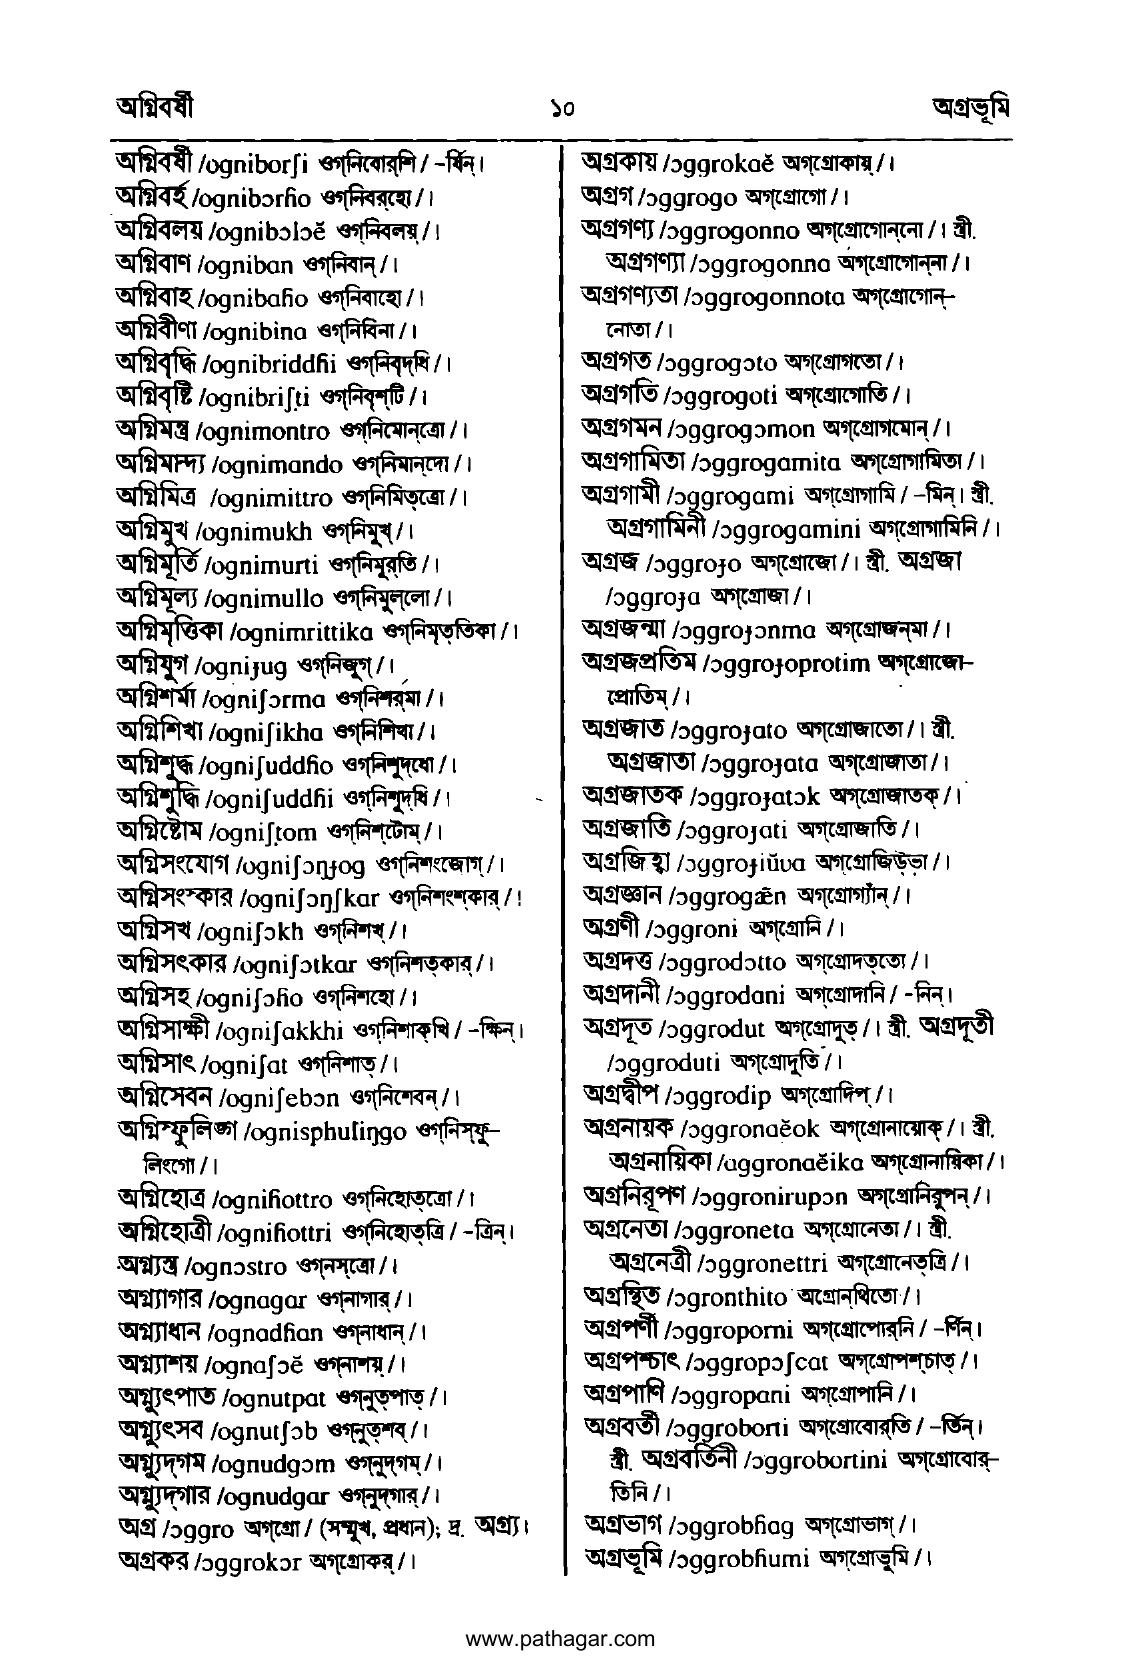 অগ্নিবর্ষী ১০ অগ্রভূমি
অগ্নিবর্ষী /ogniborʃi ওগ্‌নিবোর্‌শি / -র্ষিন্‌।
অগ্নিবর্হ /ognibɔrɦo ওগ্‌নিবর্‌হো /।
অগ্নিবলয় /ognibɔlɔĕ ওগ্‌নিবলয়্‌ /।
অগ্নিবাণ /ogniban ওগ্‌নিবান্‌ /।
অগ্নিবাহ /ognibaɦo ওগ্‌নিবাহো /।
অগ্নিবীণা /ognibina ওগ্‌নিবিনা /।
অগ্নিবৃদ্ধি /ognibriddɦi ওগ্‌নিবৃদ্‌ধি /।
অগ্নিবৃষ্টি /ognibriʃṭi ওগ্‌নিবৃশ্‌টি /।
অগ্নিমন্ত্র /ognimontro ওগ্‌নিমোন্‌ত্রো /।
অগ্নিমান্দ্য /ognimando ওগ্‌নিমান্‌দো /।
অগ্নিমিত্র /ognimittro ওগ্‌নিমিত্‌ত্রো /।
অগ্নিমুখ /ognimukh ওগ্‌নিমুখ্‌ /।
অগ্নিমূর্তি /ognimurti ওগ্‌নিমুর্‌তি /।
অগ্নিমূল্য /ognimullo ওগ্‌নিমুল্‌লো /।
অগ্নিমৃত্তিকা /ognimrittika ওগ্‌নিমৃত্‌তিকা /।
অগ্নিযুগ /ogniɟug ওগ্‌নিজুগ্‌ /।
অগ্নিশর্মা /ogniʃɔrma ওগ্‌নিশর্‌মা /।
অগ্নিশিখা /ogniʃikha ওগ্‌নিশিখা /।
অগ্নিশুদ্ধ /ogniʃuddɦo ওগ্‌নিশুদ্‌ধো /।
অগ্নিশুদ্ধি /ogniʃuddɦi ওগ্‌নিশুদ্‌ধি /।
অগ্নিষ্টোম /ogniʃṭom ওগ্‌নিশ্‌টোম্‌ /।
অগ্নিসংযোগ /ogniʃɔŋɟog ওগ্‌নিশংজোগ্‌ /।
অগ্নিসংস্কার /ogniʃɔŋʃkar ওগ্‌নিশংশ্‌কার্‌ /।
অগ্নিসখ /ogniʃɔkh ওগ্‌নিশখ্‌ /।
অগ্নিসৎকার /ogniʃɔtkar ওগ্‌নিশত্‌কার্‌ /।
অগ্নিসহ /ogniʃɔɦo ওগ্‌নিশহো /।
অগ্নিসাক্ষী /ogniʃakkhi ওগ্‌নিশাক্‌খি / -ক্ষিন্‌।
অগ্নিসাৎ /ogniʃat ওগ্‌নিশাত্‌ /।
অগ্নিসেবন /ogniʃebɔn ওগ্‌নিশেবন্‌ /।
অগ্নিস্ফুলিঙ্গ /ognisphuliŋgo ওগ্‌নিস্‌ফু-
লিংগো /।
অগ্নিহোত্র /ogniɦottro ওগ্‌নিহোত্‌ত্রো /।
অগ্নিহোত্রী /ogniɦottri ওগ্‌নিহোত্‌ত্রি / -ত্রিন্‌।
অগ্ন্যস্ত্র /ognɔstro ওগ্‌নস্‌ত্রো /।
অগ্ন্যাগার /ognagar ওগ্‌নাগার্‌ /।
অগ্ন্যাধান /ognadɦan ওগ্‌নাধান্‌ /।
অগ্ন্যাশয় /ognaʃɔĕ ওগ্‌নাশয়্‌ /।
অগ্ন্যুৎপাত /ognutpat ওগ্‌নুত্‌পাত্‌ /।
অগ্ন্যুৎসব /ognutʃɔb ওগ্‌নুত্‌শব্‌ /।
অগ্ন্যুদ্‌গম /ognudgɔm ওগ্‌নুদ্‌গম্‌ /।
অগ্ন্যুদ্‌গার /ognudgar ওগ্‌নুদ্‌গার্‌ /।
অগ্র /ɔggro অগ্‌গ্রো / (সম্মুখ, প্রধান); দ্র. অগ্র্য।
অগ্রকর /ɔggrokɔr অগ্‌গ্রোকর্‌ /।
অগ্রকায় /ɔggrokaĕ অগ্‌গ্রোকায়্‌ /।
অগ্রগ /ɔggrogo অগ্‌গ্রোগো /।
অগ্রগণ্য /ɔggrogonno অগ্‌গ্রোগোন্‌নো /। স্ত্রী.
অগ্রগণ্যা /ɔggrogonna অগ্‌গ্রোগোন্‌না /।
অগ্রগণ্যতা /ɔggrogonnota অগ্‌গ্রোগোন্‌-
নোতা /।
অগ্রগত /ɔggrogɔto অগ্‌গ্রোগতো /।
অগ্রগতি /ɔggrogoti অগ্‌গ্রোগোতি /।
অগ্রগমন /ɔggrogɔmon অগ্‌গ্রোগমোন্‌ /।
অগ্রগামিতা /ɔggrogamita অগ্‌গ্রোগামিতা /।
অগ্রগামী /ɔggrogami অগ্‌গ্রোগামি / -মিন্‌। স্ত্রী.
অগ্রগামিনী /ɔggrogamini অগ্‌গ্রোগামিনি /।
অগ্রজ /ɔggroɟo অগ্‌গ্রোজো /। স্ত্রী. অগ্রজা
/ɔggroɟa অগ্‌গ্রোজা /।
অগ্রজন্মা /ɔggroɟɔnma অগ্‌গ্রোজন্‌মা /।
অগ্রজপ্রতিম /ɔggroɟoprotim অগ্‌গ্রোজো-
প্রোতিম্‌ /।
অগ্রজাত /ɔggroɟato অগ্‌গ্রোজাতো /। স্ত্রী.
অগ্রজাতা /ɔggroɟata অগ্‌গ্রোজাতা /।
অগ্রজাতক /ɔggroɟatɔk অগ্‌গ্রোজাতক্‌ /।
অগ্রজাতি /ɔggroɟati অগ্‌গ্রোজাতি /।
অগ্রজিহ্বা /ɔggroɟiŭʋa অগ্‌গ্রোজিউ্‌ভা /।
অগ্রজ্ঞান /ɔggrogæ̃n অগ্‌গ্রোগ্যাঁন্‌ /।
অগ্রণী /ɔggroni অগ্‌গ্রোনি /।
অগ্রদত্ত /ɔggrodɔtto অগ্‌গ্রোদত্‌তো /।
অগ্রদানী /ɔggrodani অগ্‌গ্রোদানি / -নিন্‌।
অগ্রদূত /ɔggrodut অগ্‌গ্রোদুত্‌ /। স্ত্রী. অগ্রদূতী
/ɔggroduti অগ্‌গ্রোদুতি /।
অগ্রদ্বীপ /ɔggrodip অগ্‌গ্রোদিপ্‌ /।
অগ্রনায়ক /ɔggronaĕok অগ্‌গ্রোনায়োক্‌ /। স্ত্রী.
অগ্রনায়িকা /aggronaĕika অগ্‌গ্রোনায়িকা /।
অগ্রনিরূপণ /ɔggronirupɔn অগ্‌গ্রোনিরুপন্‌ /।
অগ্রনেতা /ɔggroneta অগ্‌গ্রোনেতা /। স্ত্রী.
অগ্রনেত্রী /ɔggronettri অগ্‌গ্রোনেত্‌ত্রি /।
অগ্রন্থিত /ɔgronthito অগ্রোন্‌থিতো /।
অগ্রপর্ণী /ɔggroporni অগ্‌গ্রোপোর্‌নি / -র্ণিন্‌।
অগ্রপশ্চাৎ /ɔggropɔʃcat অগ্‌গ্রোপশ্‌চাত্‌ /।
অগ্রপাণি /ɔggropani অগ্‌গ্রোপানি /।
অগ্রবর্তী /ɔggroborti অগ্‌গ্রোবোর্‌তি / -র্তিন্‌।
স্ত্রী. অগ্রবর্তিনী /ɔggrobortini অগ্‌গ্রোবোর্‌-
তিনি /।
অগ্রভাগ /ɔggrobɦag অগ্‌গ্রোভাগ্‌ /।
অগ্রভূমি /ɔggrobɦumi অগ্‌গ্রোভুমি /।
www.pathagar.com